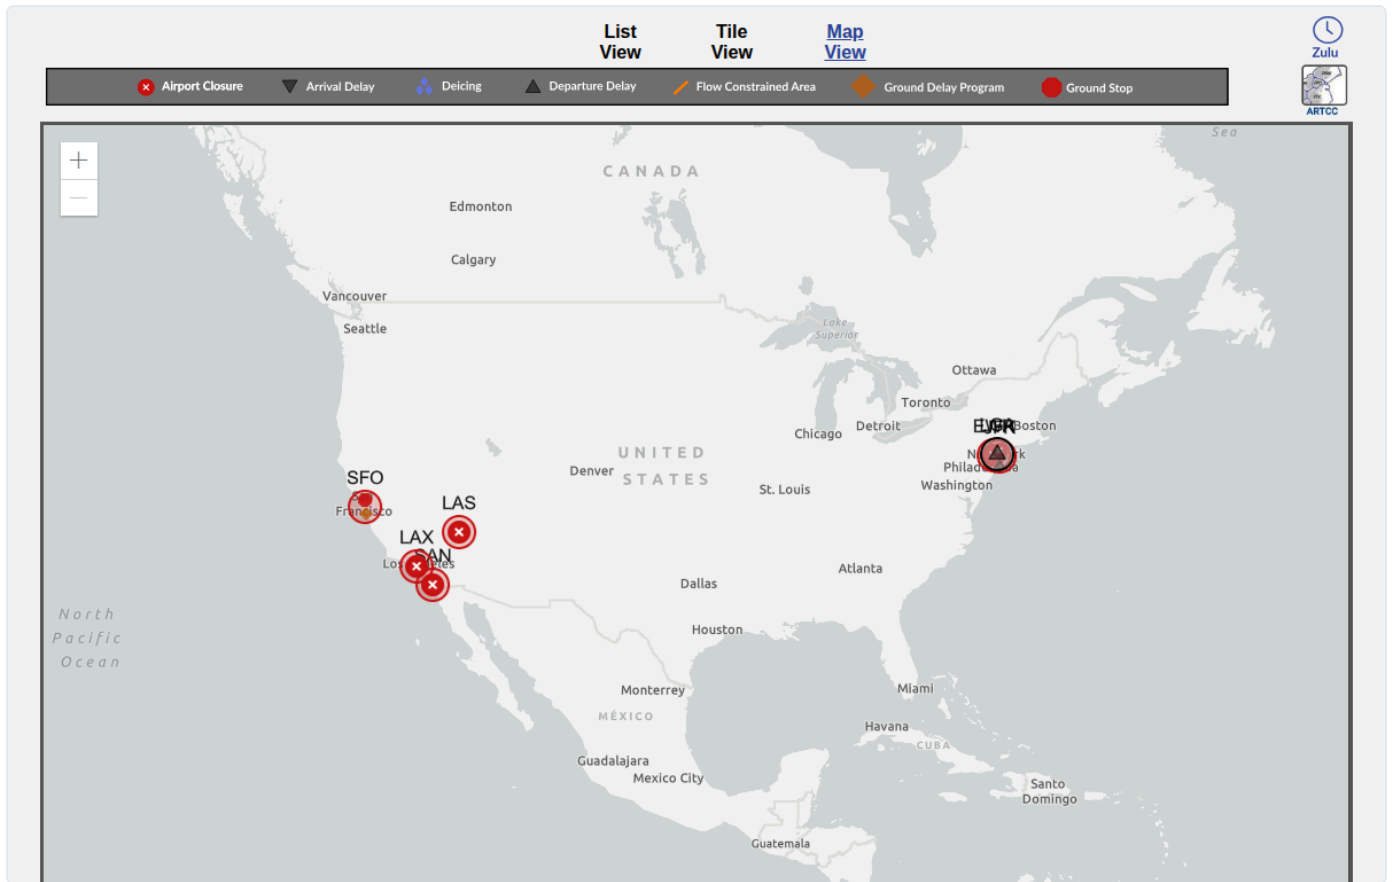 List View
Tile View
Map View
Zulu
Airport Closure
Arrival Delay
Deicing
Departure Delay
Flow Constrained Area
Ground Delay Program
Ground Stop
ARTCC
+
−
Sea
CANADA
Edmonton
Calgary
Vancouver
Seattle
Lake
Superior
Ottawa
Toronto
Chicago
Detroit
Boston
JFK
Washington
UNITED
STATES
Denver
St. Louis
SFO
Francisco
LAS
LAX
SAN
Atlanta
Dallas
Houston
North
Pacific
Ocean
Monterrey
Miami
MÉXICO
Havana
CUBA
Guadalajara
Mexico City
Santo
Domingo
Guatemala